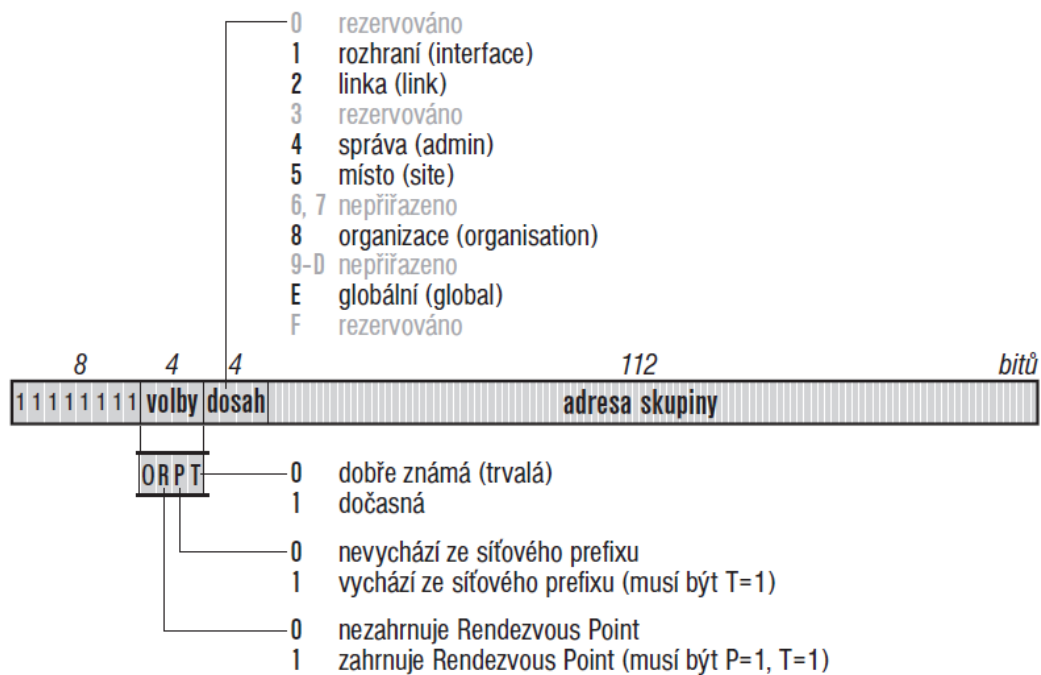 0 rezervováno
1 rozhraní (interface)
2 linka (link)
3 rezervováno
4 správa (admin)
5 místo (site)
6, 7 nepřiřazeno
8 organizace (organisation)
9-D nepřiřazeno
E globální (global)
F rezervováno
8 4 4 112 bitů
1 1 1 1 1 1 1 1 volby dosah adresa skupiny
0 R P T
0 dobře známá (trvalá)
1 dočasná
0 nevychází ze síťového prefixu
1 vychází ze síťového prefixu (musí být T=1)
0 nezahrnuje Rendezvous Point
1 zahrnuje Rendezvous Point (musí být P=1, T=1)